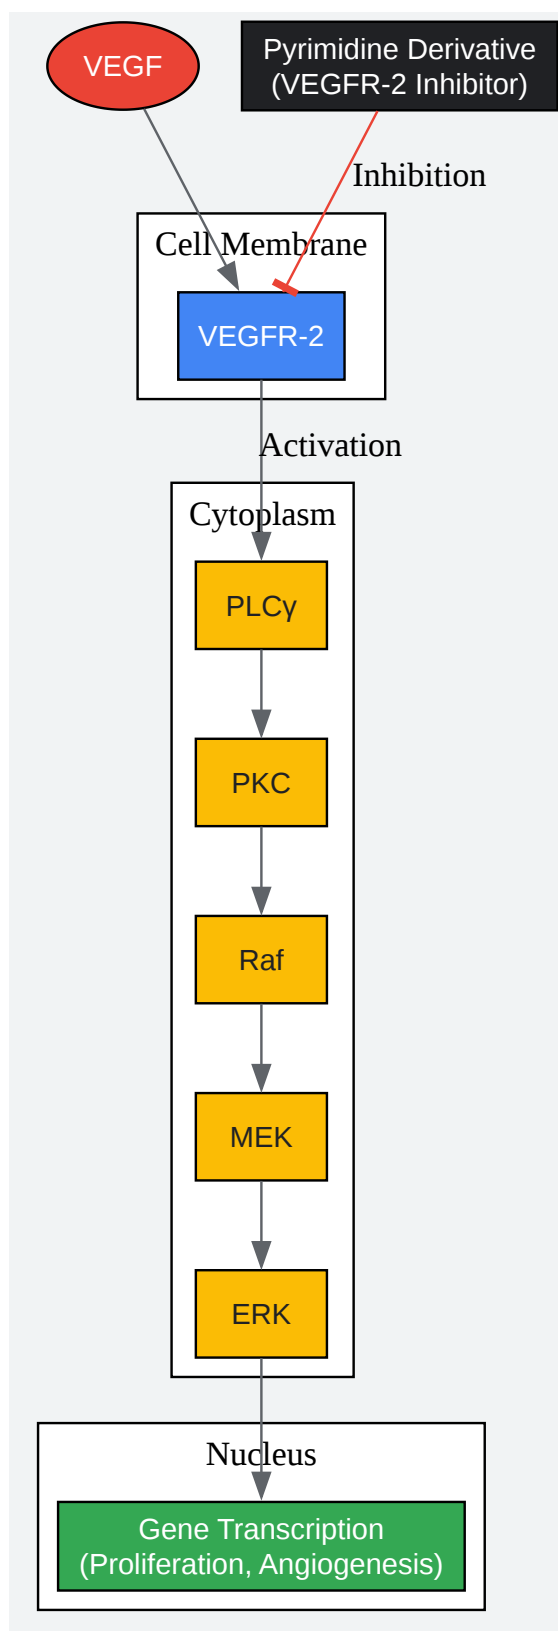 VEGF
Pyrimidine Derivative
(VEGFR-2 Inhibitor)
Inhibition
Cell Membrane
VEGFR-2
Activation
Cytoplasm
PLCγ
PKC
Raf
MEK
ERK
Nucleus
Gene Transcription
(Proliferation, Angiogenesis)